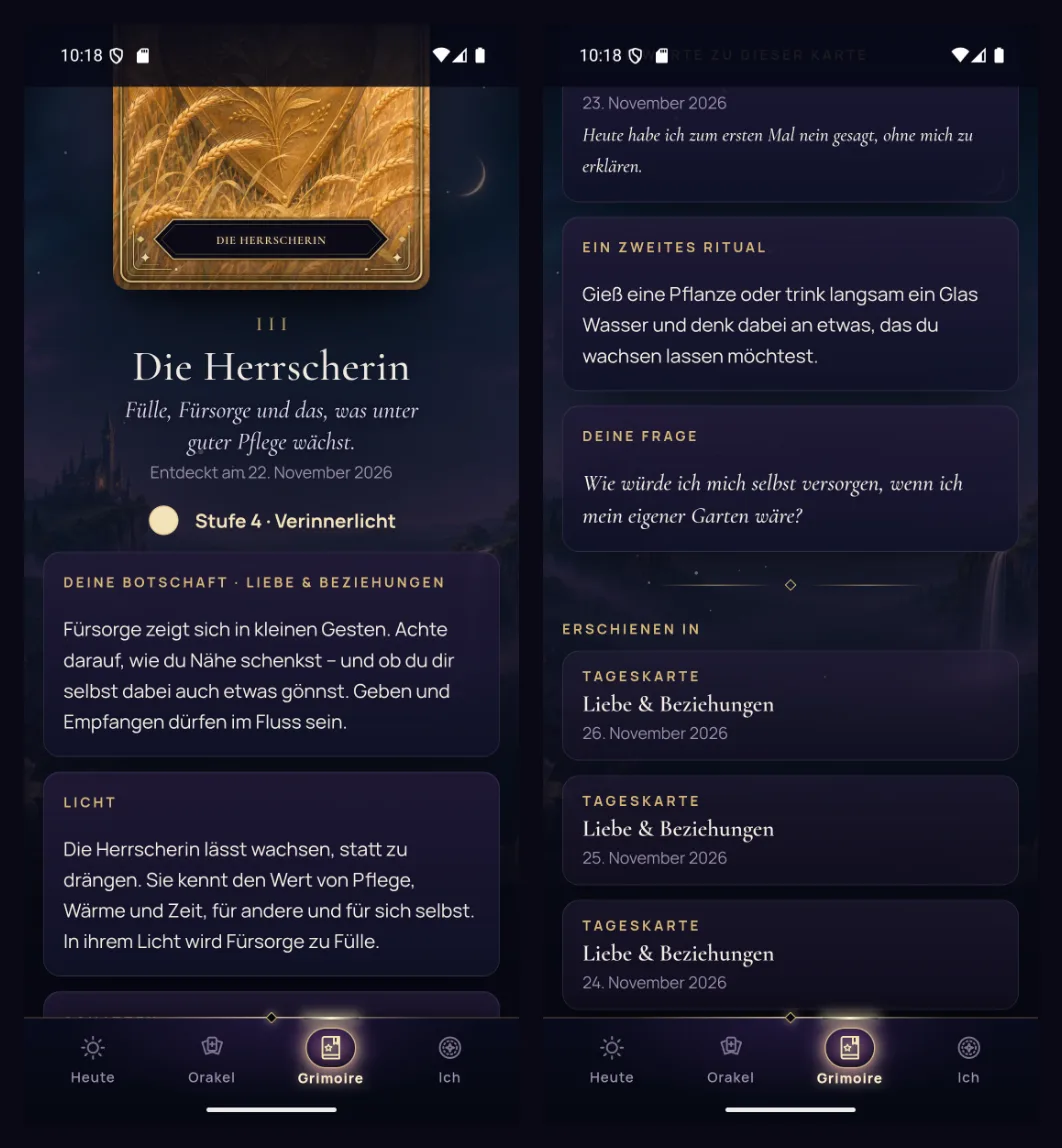 10:18
DIE HERRSCHERIN
III
Die Herrscherin
Fülle, Fürsorge und das, was unter
guter Pflege wächst.
Entdeckt am 22. November 2026
Stufe 4 · Verinnerlicht
DEINE BOTSCHAFT · LIEBE & BEZIEHUNGEN
Fürsorge zeigt sich in kleinen Gesten. Achte
darauf, wie du Nähe schenkst – und ob du dir
selbst dabei auch etwas gönnst. Geben und
Empfangen dürfen im Fluss sein.
LICHT
Die Herrscherin lässt wachsen, statt zu
drängen. Sie kennt den Wert von Pflege,
Wärme und Zeit, für andere und für sich selbst.
In ihrem Licht wird Fürsorge zu Fülle.
Heute
Orakel
Grimoire
Ich
10:18
ZU DIESER KARTE
23. November 2026
Heute habe ich zum ersten Mal nein gesagt, ohne mich zu
erklären.
EIN ZWEITES RITUAL
Gieß eine Pflanze oder trink langsam ein Glas
Wasser und denk dabei an etwas, das du
wachsen lassen möchtest.
DEINE FRAGE
Wie würde ich mich selbst versorgen, wenn ich
mein eigener Garten wäre?
ERSCHIENEN IN
TAGESKARTE
Liebe & Beziehungen
26. November 2026
TAGESKARTE
Liebe & Beziehungen
25. November 2026
TAGESKARTE
Liebe & Beziehungen
24. November 2026
Heute
Orakel
Grimoire
Ich